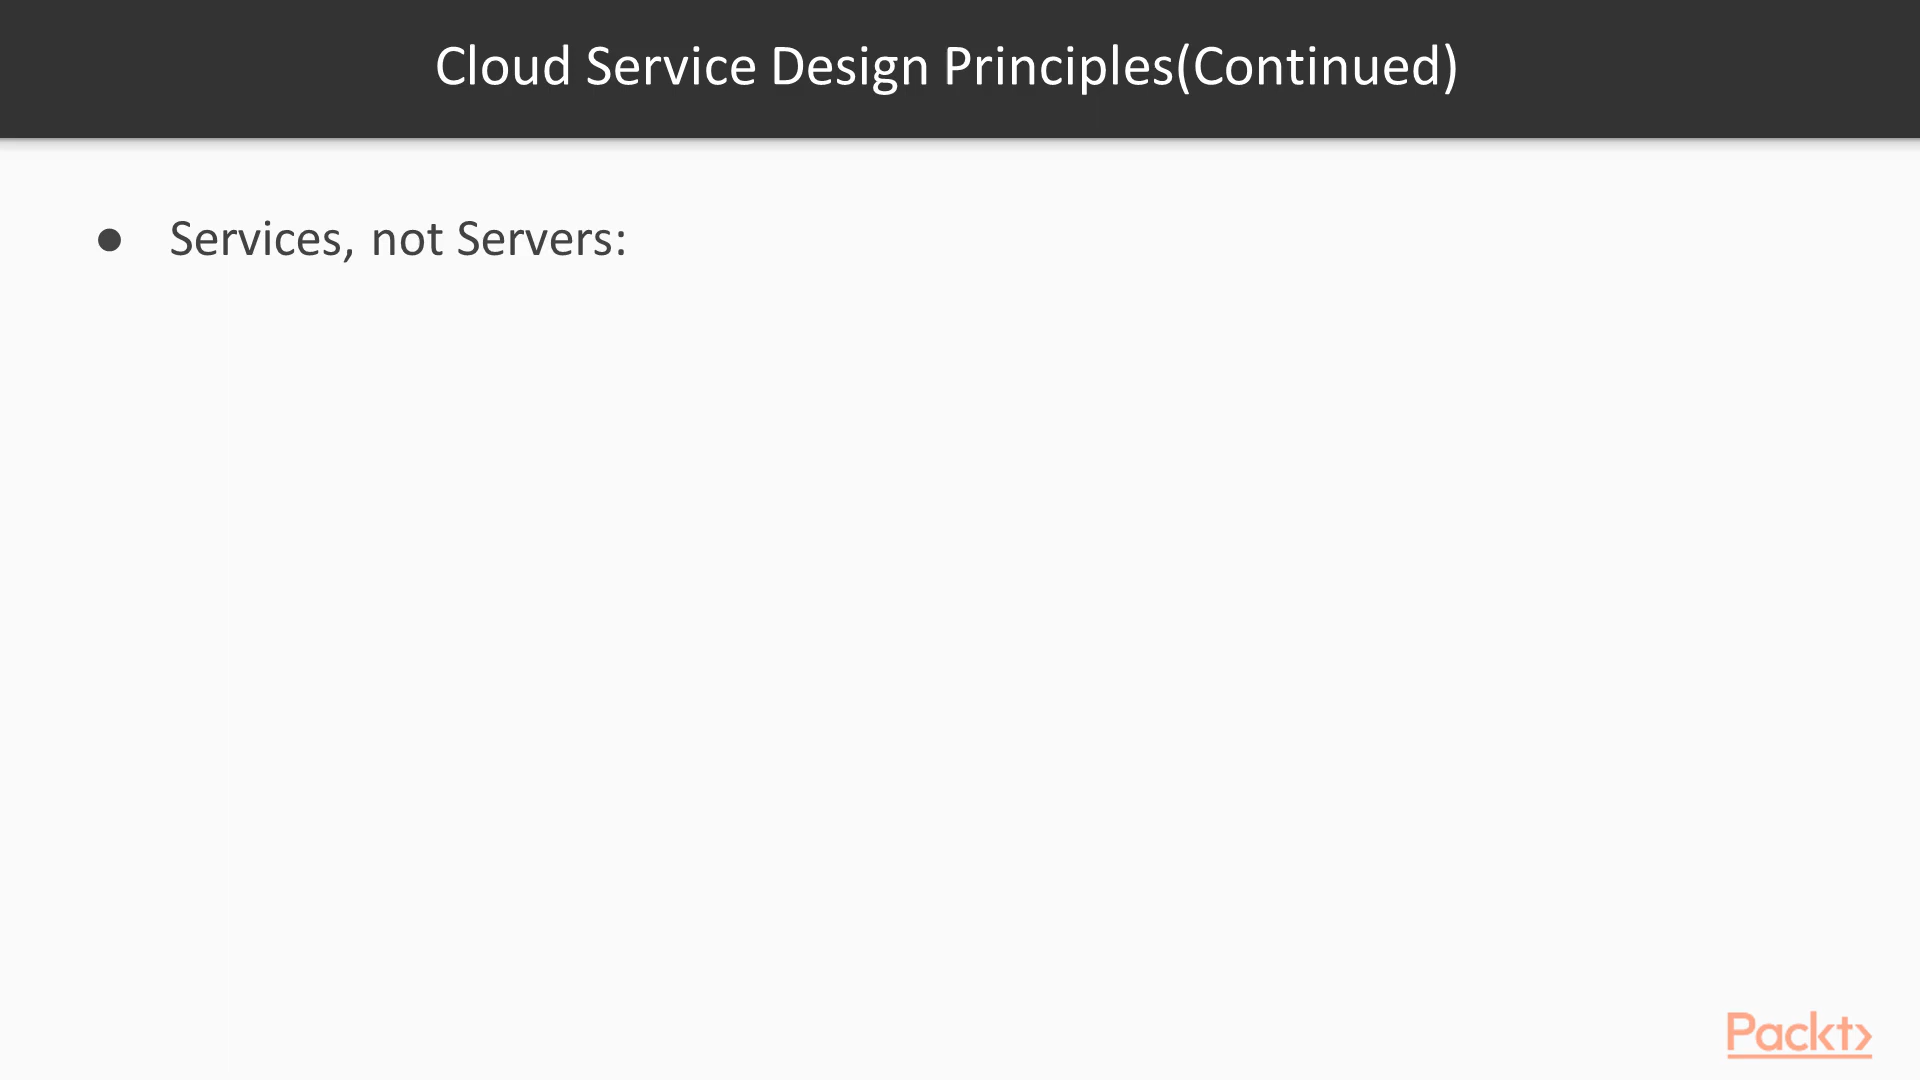 Cloud Service Design Principles(Continued)
● Services, not Servers:
Packt>